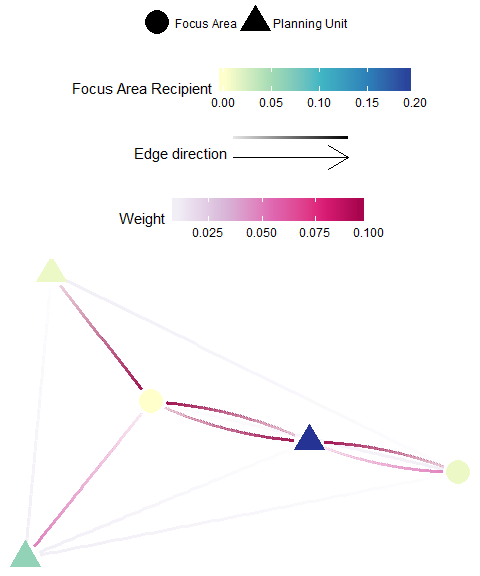 Focus Area Planning Unit
Focus Area Recipient
0.00 0.05 0.10 0.15 0.20
Edge direction
Weight
0.025 0.050 0.075 0.100